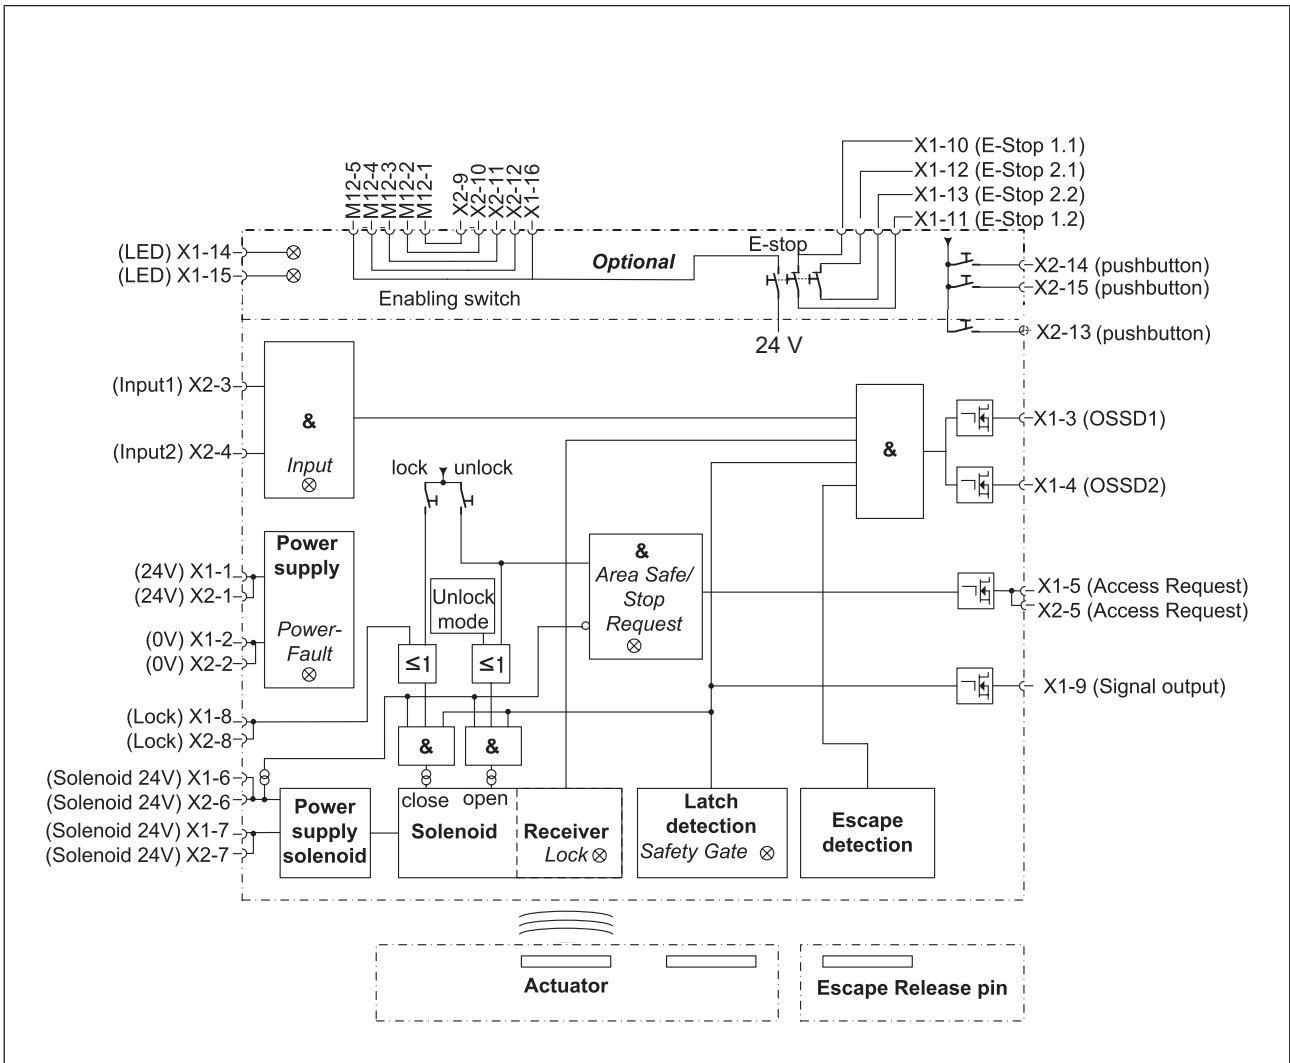 X1-10 (E-Stop 1.1)
X1-12 (E-Stop 2.1)
X1-13 (E-Stop 2.2)
X1-11 (E-Stop 1.2)
M12-5
M12-4
M12-3
M12-2
M12-1
X2-9
X2-10
X2-11
X2-12
X1-16
(LED) X1-14
(LED) X1-15
Optional
E-stop
X2-14 (pushbutton)
X2-15 (pushbutton)
Enabling switch
24 V
X2-13 (pushbutton)
(Input1) X2-3
(Input2) X2-4
&
Input
lock
unlock
&
X1-3 (OSSD1)
X1-4 (OSSD2)
Power
supply
Power-
Fault
(24V) X1-1
(24V) X2-1
(0V) X1-2
(0V) X2-2
Unlock
mode
&
Area Safe/
Stop
Request
X1-5 (Access Request)
X2-5 (Access Request)
≤1
≤1
X1-9 (Signal output)
(Lock) X1-8
(Lock) X2-8
&
&
(Solenoid 24V) X1-6
(Solenoid 24V) X2-6
(Solenoid 24V) X1-7
(Solenoid 24V) X2-7
Power
supply
solenoid
close
open
Solenoid
Receiver
Lock
Latch
detection
Safety Gate
Escape
detection
Actuator
Escape Release pin